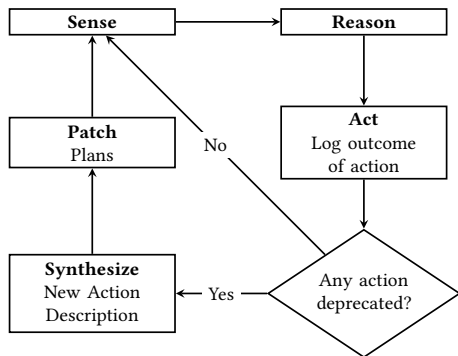 Sense
Reason
Act
Log outcome
of action
Patch
Plans
No
Any action
deprecated?
Yes
Synthesize
New Action
Description